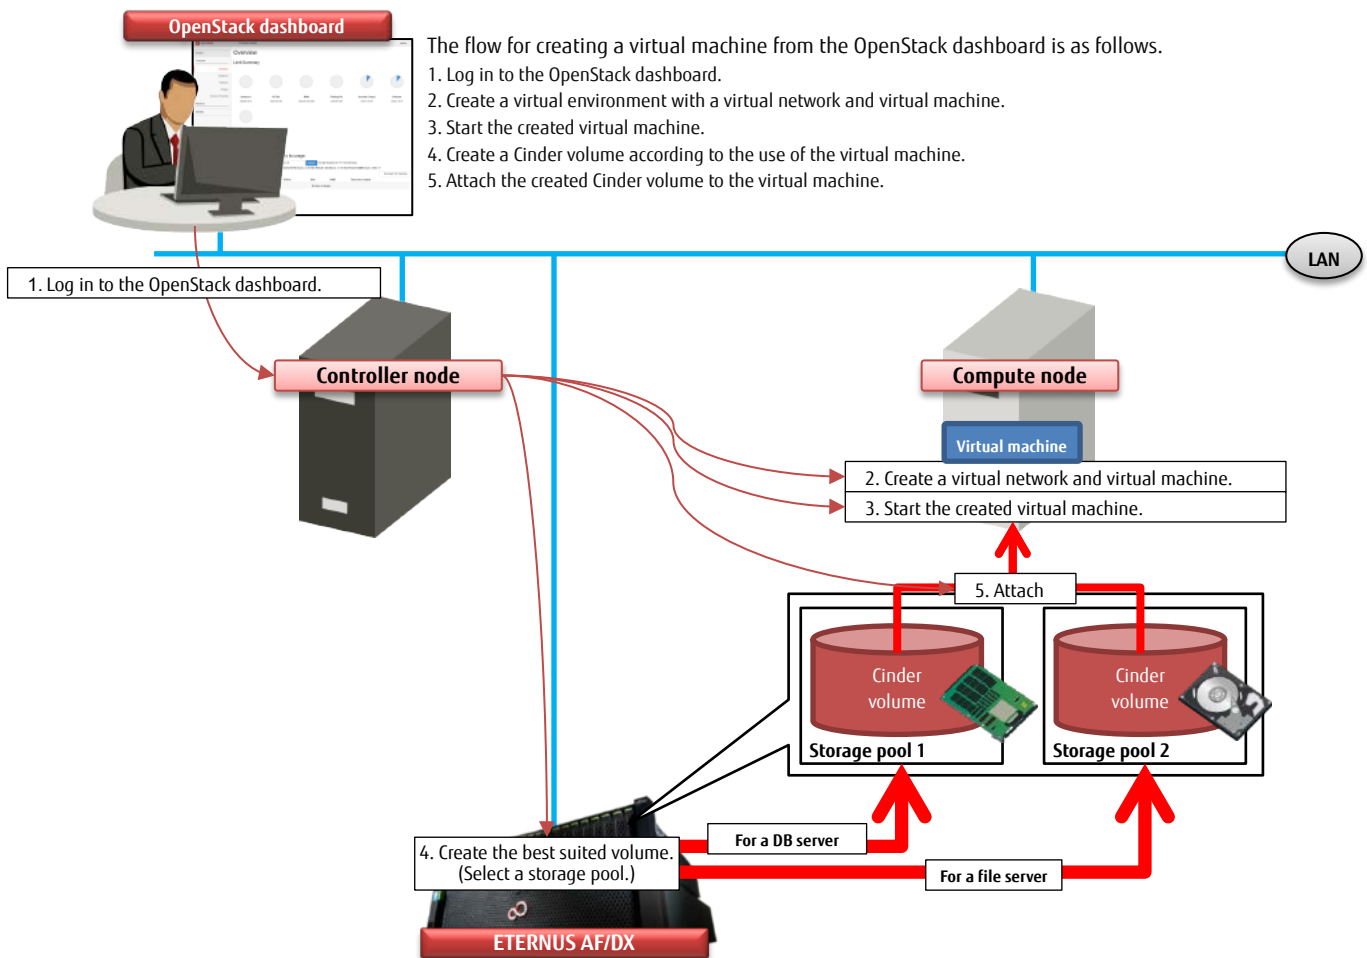 OpenStack dashboard
Overview
The flow for creating a virtual machine from the OpenStack dashboard is as follows.
1. Log in to the OpenStack dashboard.
2. Create a virtual environment with a virtual network and virtual machine.
3. Start the created virtual machine.
4. Create a Cinder volume according to the use of the virtual machine.
5. Attach the created Cinder volume to the virtual machine.
LAN
1. Log in to the OpenStack dashboard.
Controller node
Compute node
Virtual machine
2. Create a virtual network and virtual machine.
3. Start the created virtual machine.
5. Attach
Cinder
volume
Cinder
volume
Storage pool 1
Storage pool 2
For a DB server
4. Create the best suited volume.
(Select a storage pool.)
For a file server
ETERNUS AF/DX